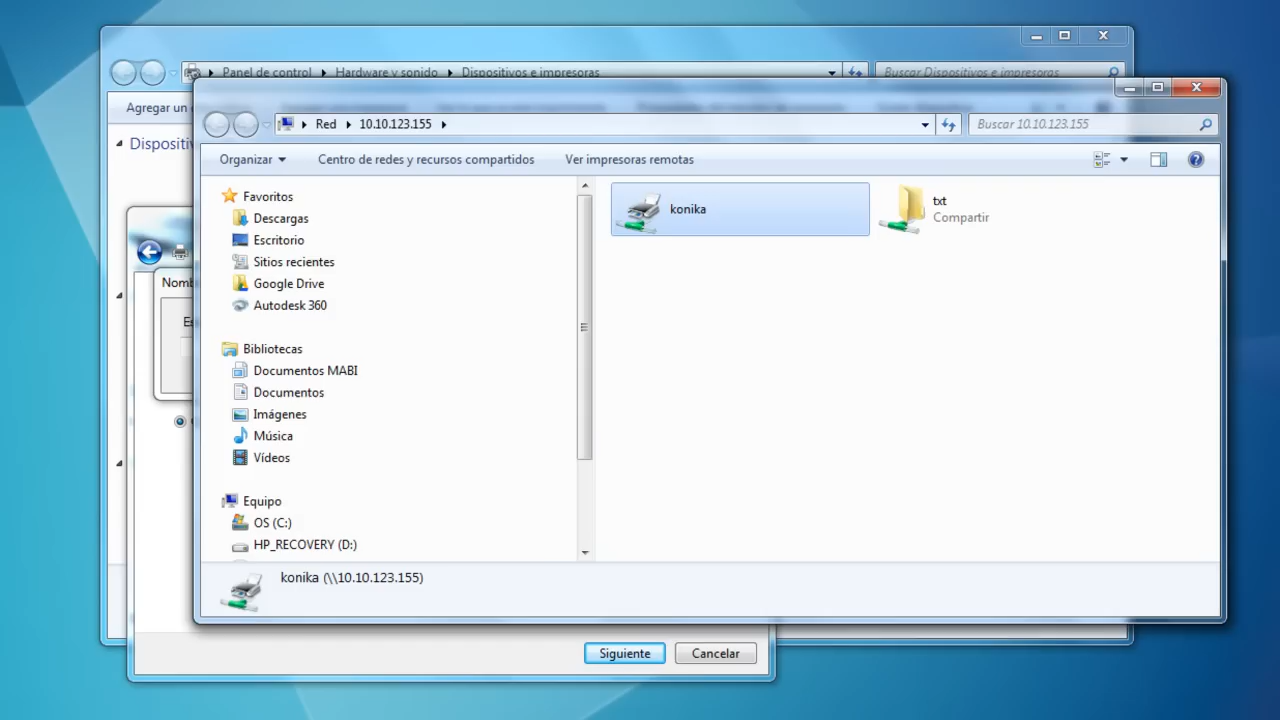 Panel de control Hardware y sonido Dispositivos e impresoras Buscar Dispositivos e impresoras
Agregar un
Red 10.10.123.155 Buscar 10.10.123.155
Organizar Centro de redes y recursos compartidos Ver impresoras remotas
Favoritos
Descargas
Escritorio
Sitios recientes
Google Drive
Autodesk 360
Bibliotecas
Documentos MABI
Documentos
Imágenes
Música
Vídeos
Equipo
OS (C:)
HP_RECOVERY (D:)
konika
txt
Compartir
konika (\\10.10.123.155)
Siguiente Cancelar